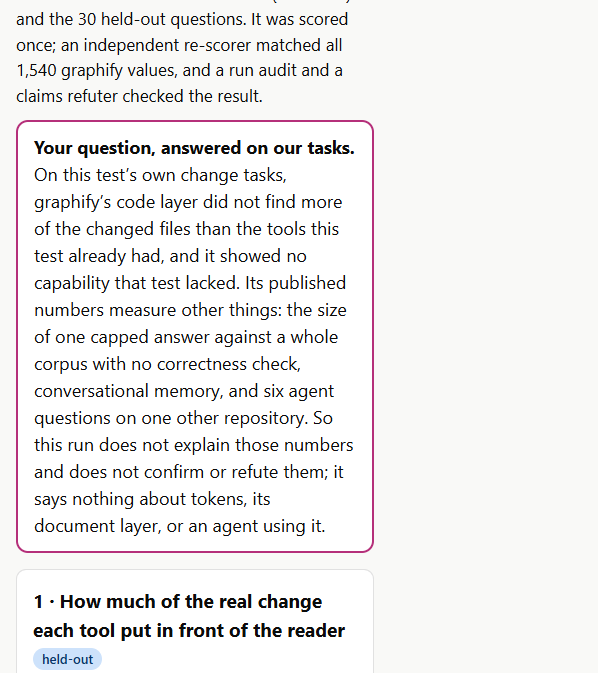 and the 30 held-out questions. It was scored
once; an independent re-scorer matched all
1,540 graphify values, and a run audit and a
claims refuter checked the result.
Your question, answered on our tasks.
On this test’s own change tasks,
graphify’s code layer did not find more
of the changed files than the tools this
test already had, and it showed no
capability that test lacked. Its published
numbers measure other things: the size
of one capped answer against a whole
corpus with no correctness check,
conversational memory, and six agent
questions on one other repository. So
this run does not explain those numbers
and does not confirm or refute them; it
says nothing about tokens, its
document layer, or an agent using it.
1 · How much of the real change
each tool put in front of the reader
held-out